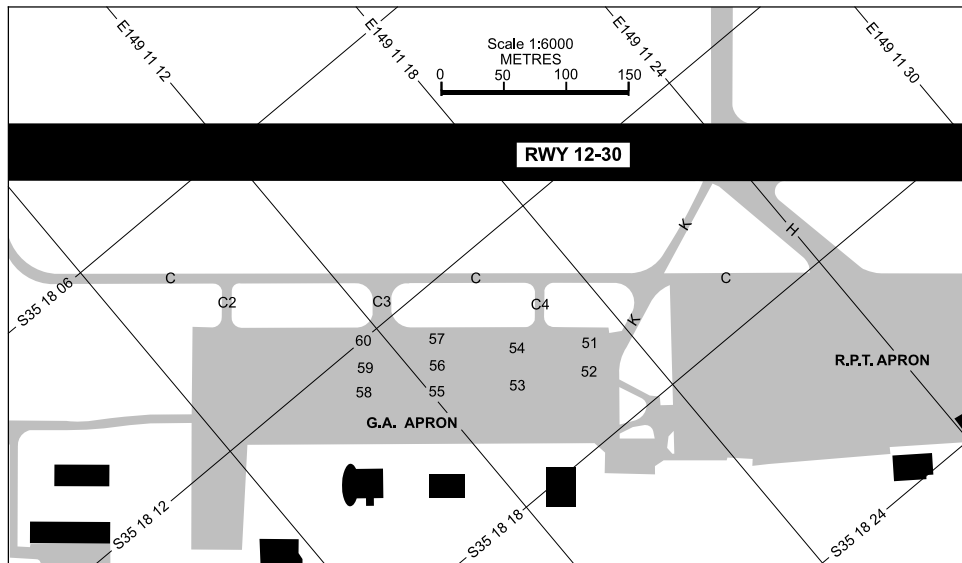 E149 11 12
E149 11 18
E149 11 24
E149 11 30
Scale 1:6000
METRES
0 50 100 150
RWY 12-30
K
H
S35 18 06
C
C
C
C2
C3
C4
K
60
57
54
51
59
56
53
52
58
55
R.P.T. APRON
G.A. APRON
S35 18 12
S35 18 18
S35 18 24